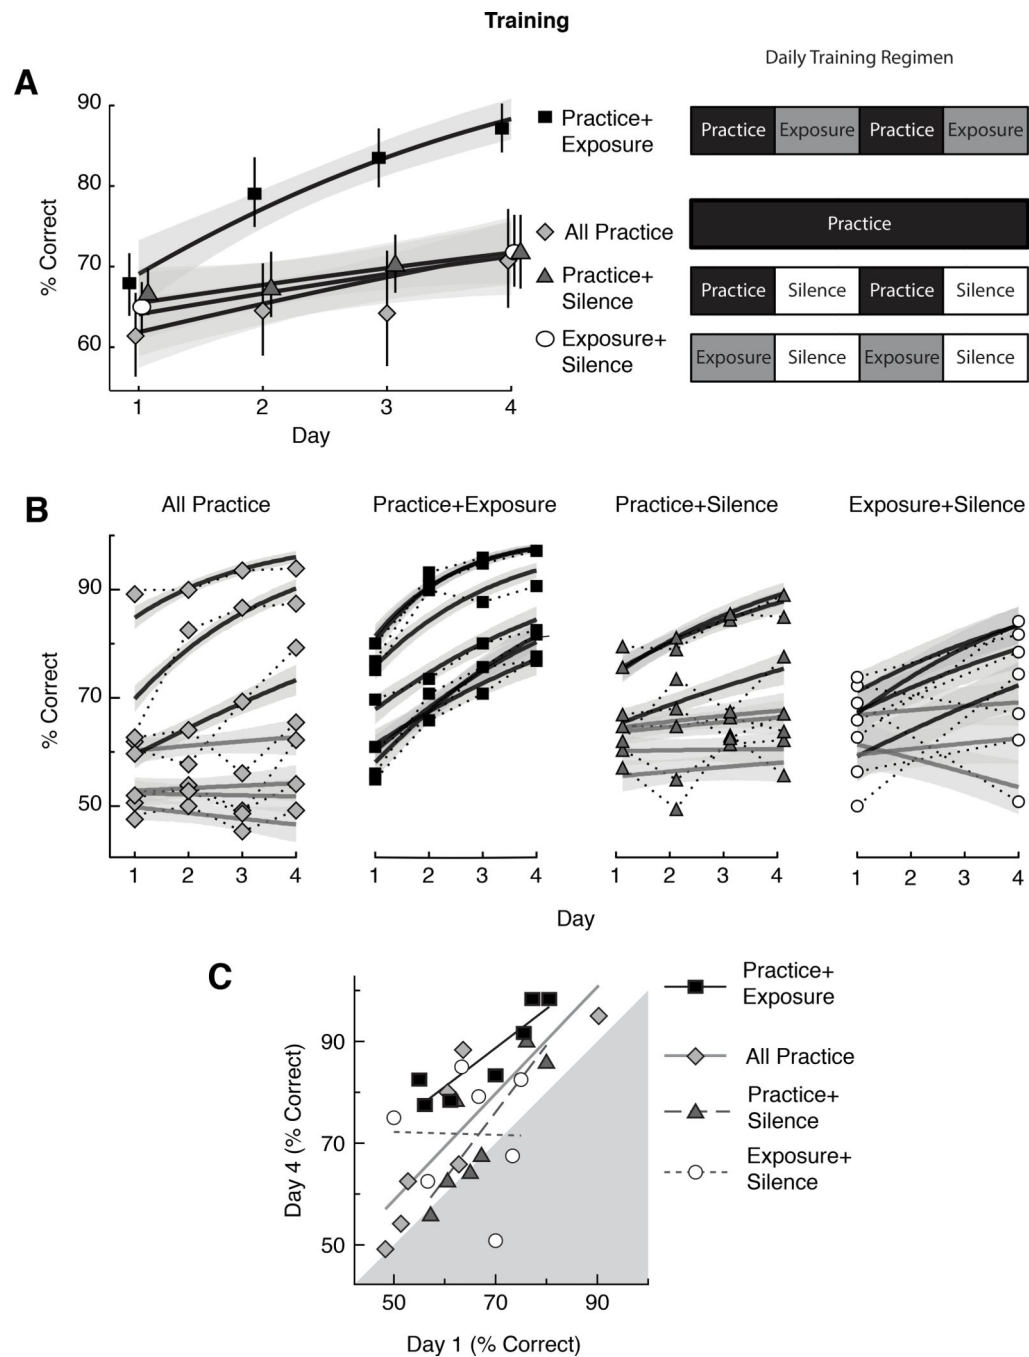 Training
Daily Training Regimen
A
90
80
70
60
% Correct
1 2 3 4
Day
Practice+
Exposure
All Practice
Practice+
Silence
Exposure+
Silence
Practice Exposure Practice Exposure
Practice
Practice Silence Practice Silence
Exposure Silence Exposure Silence
B
All Practice Practice+Exposure Practice+Silence Exposure+Silence
90
70
50
% Correct
1 2 3 4 1 2 3 4 1 2 3 4 1 2 3 4
Day
C
90
70
50
Day 4 (% Correct)
50 70 90
Day 1 (% Correct)
Practice+
Exposure
All Practice
Practice+
Silence
Exposure+
Silence